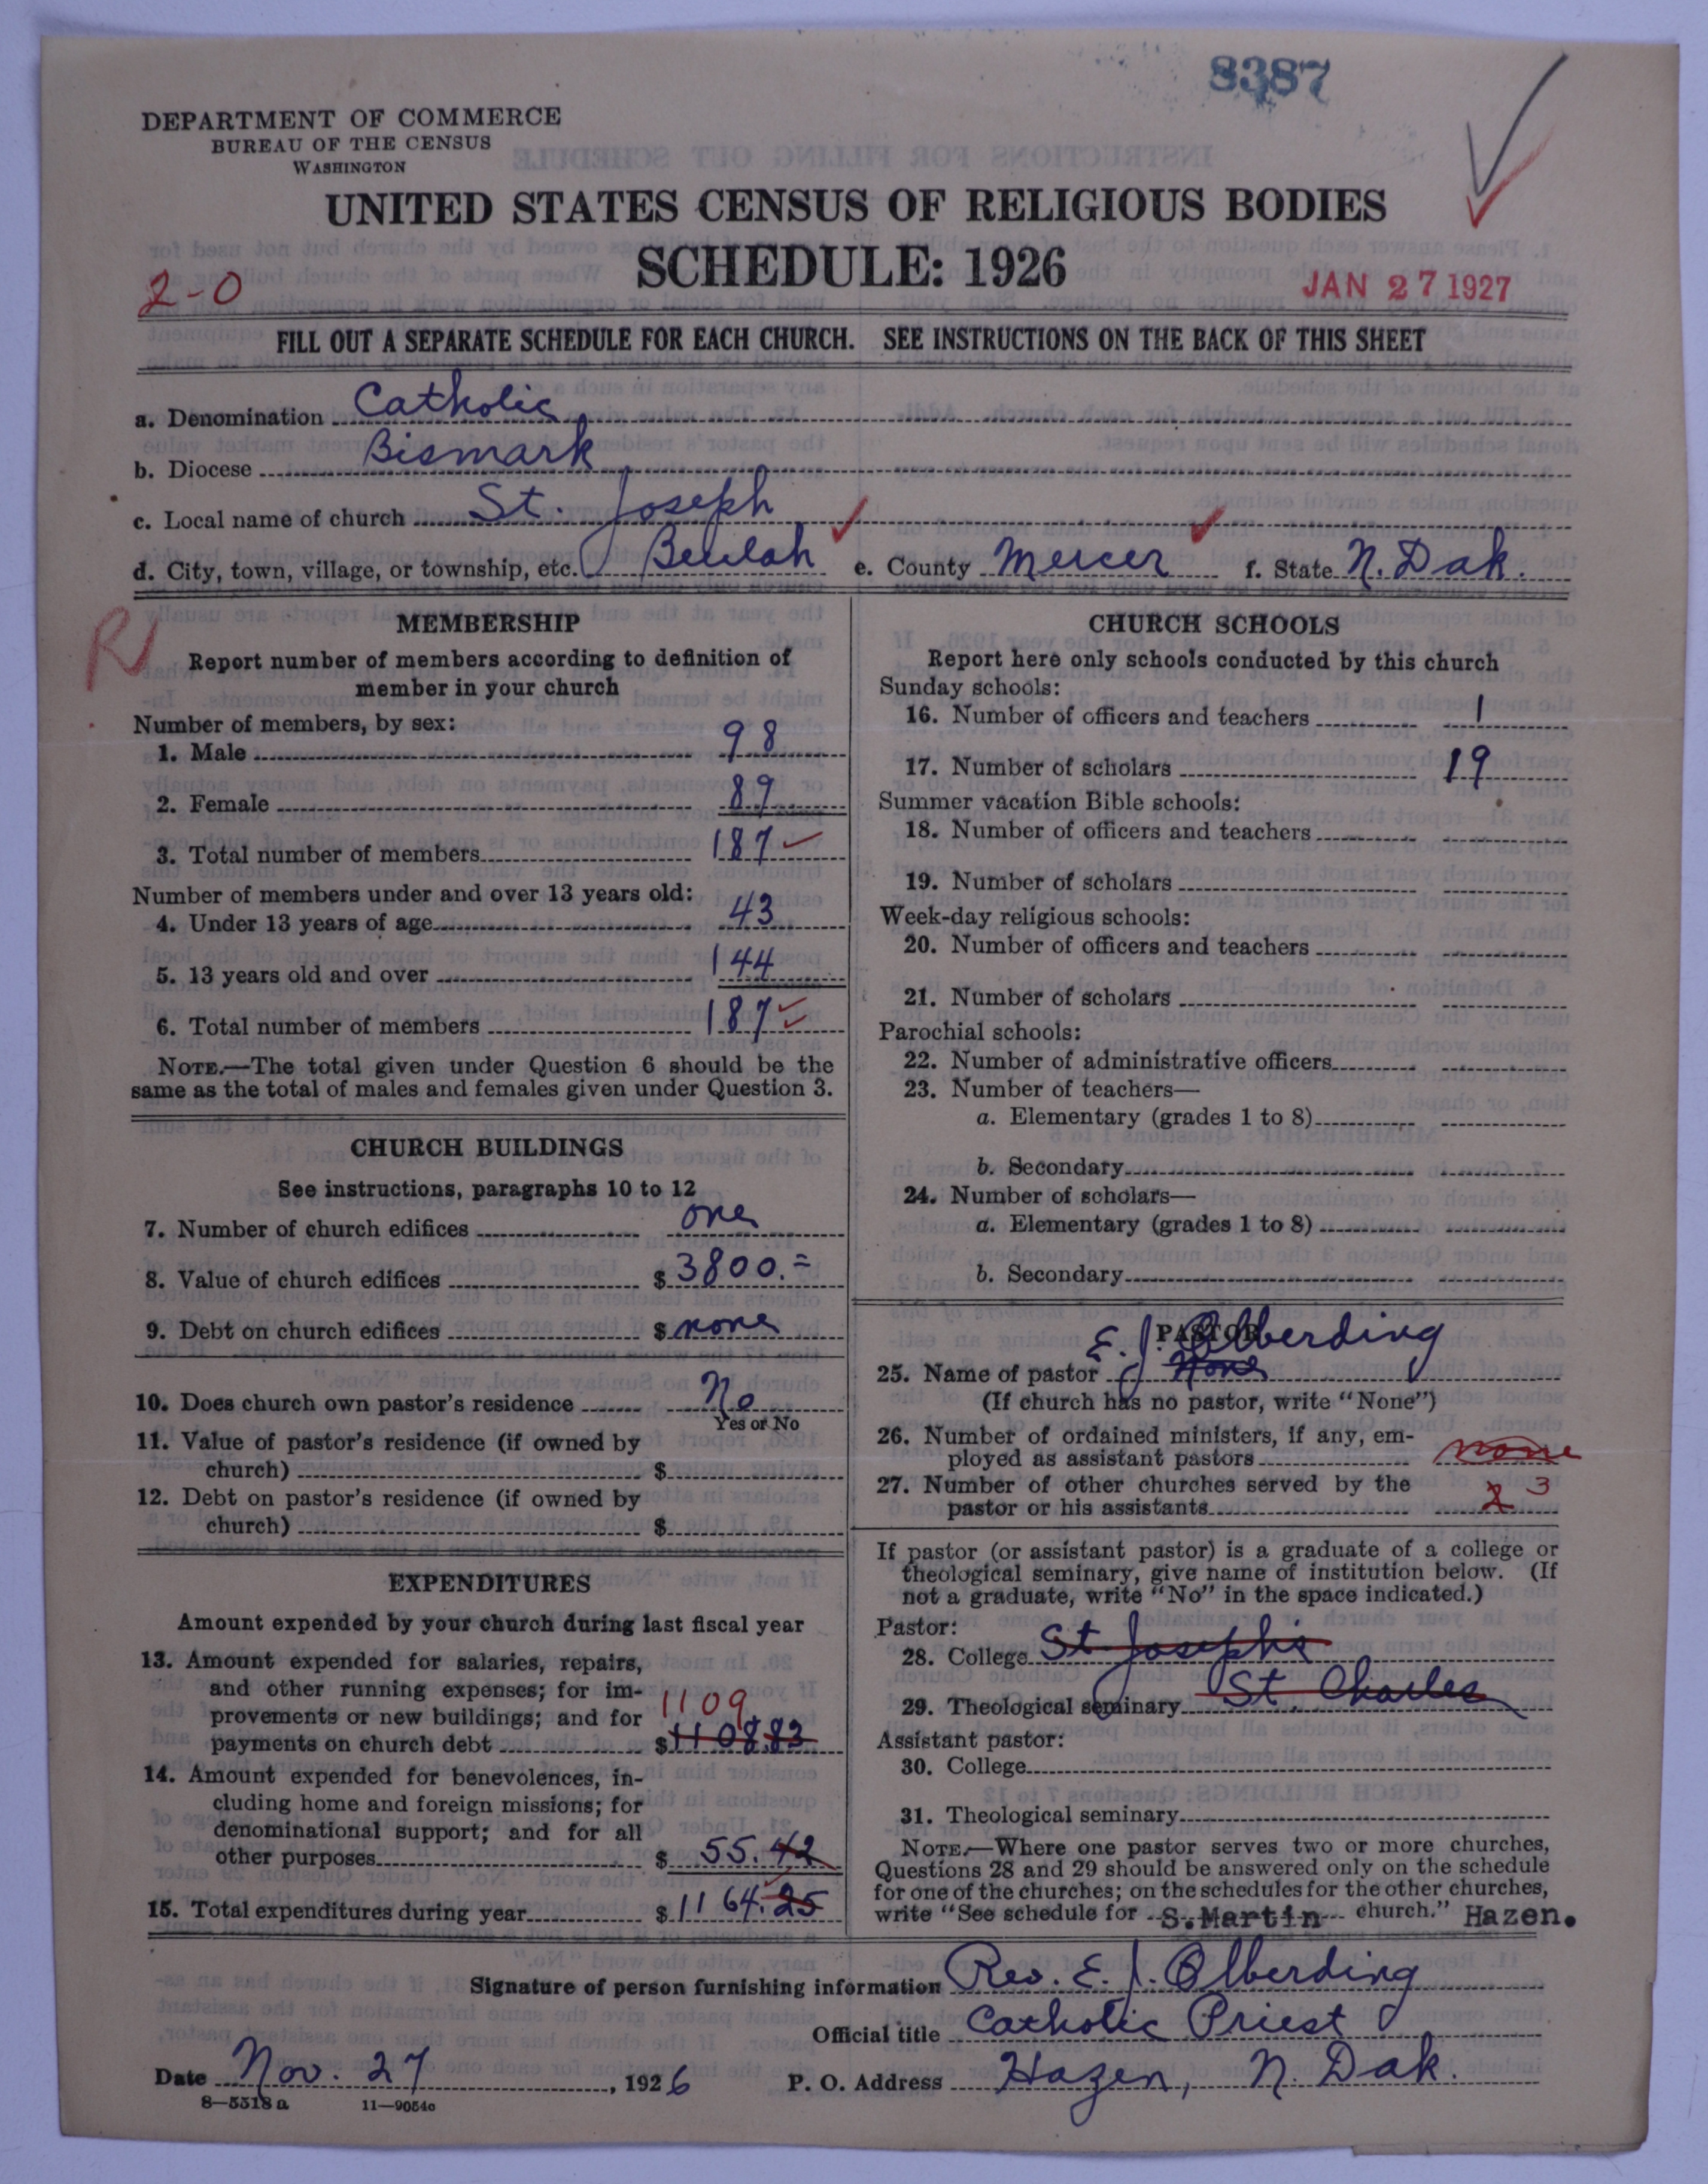 8387
DEPARTMENT OF COMMERCE
BUREAU OF THE CENSUS
WASHINGTON
UNITED STATES CENSUS OF RELIGIOUS BODIES
SCHEDULE: 1926
2-0
JAN 27 1927
FILL OUT A SEPARATE SCHEDULE FOR EACH CHURCH. SEE INSTRUCTIONS ON THE BACK OF THIS SHEET
a. Denomination Catholic
b. Diocese Bismark
c. Local name of church St. Joseph
d. City, town, village, or township, etc. Beulah e. County Mercer f. State N. Dak.
R
MEMBERSHIP
Report number of members according to definition of
member in your church
Number of members, by sex:
1. Male 98
2. Female 89
3. Total number of members 187
Number of members under and over 13 years old:
4. Under 13 years of age 43
5. 13 years old and over 144
6. Total number of members 187
NOTE.—The total given under Question 6 should be the
same as the total of males and females given under Question 3.
CHURCH BUILDINGS
See instructions, paragraphs 10 to 12
7. Number of church edifices one
8. Value of church edifices $ 3800.=
9. Debt on church edifices $ none
10. Does church own pastor's residence No
Yes or No
11. Value of pastor's residence (if owned by
church) $
12. Debt on pastor's residence (if owned by
church) $
EXPENDITURES
Amount expended by your church during last fiscal year
13. Amount expended for salaries, repairs,
and other running expenses; for im-
provements or new buildings; and for 1109
payments on church debt $ 1108.83
14. Amount expended for benevolences, in-
cluding home and foreign missions; for
denominational support; and for all
other purposes $ 55.42
15. Total expenditures during year $ 1164.25
CHURCH SCHOOLS
Report here only schools conducted by this church
Sunday schools:
16. Number of officers and teachers 1
17. Number of scholars 19
Summer vacation Bible schools:
18. Number of officers and teachers
19. Number of scholars
Week-day religious schools:
20. Number of officers and teachers
21. Number of scholars
Parochial schools:
22. Number of administrative officers
23. Number of teachers—
a. Elementary (grades 1 to 8)
b. Secondary
24. Number of scholars—
a. Elementary (grades 1 to 8)
b. Secondary
PASTOR
E. J. Olberding
25. Name of pastor None
(If church has no pastor, write "None")
26. Number of ordained ministers, if any, em-
ployed as assistant pastors none
27. Number of other churches served by the
pastor or his assistants 2 3
If pastor (or assistant pastor) is a graduate of a college or
theological seminary, give name of institution below. (If
not a graduate, write "No" in the space indicated.)
Pastor:
28. College St. Joseph's
29. Theological seminary St. Charles
Assistant pastor:
30. College
31. Theological seminary
NOTE.—Where one pastor serves two or more churches,
Questions 28 and 29 should be answered only on the schedule
for one of the churches; on the schedules for the other churches,
write "See schedule for S. Martin church." Hazen.
Signature of person furnishing information Rev. E. J. Olberding
Official title Catholic Priest
Date Nov. 27, 1926 P. O. Address Hazen, N. Dak.
8—5518 a 11—9054c